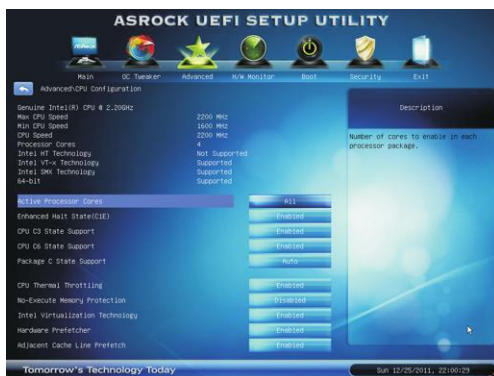 ASROCK UEFI SETUP UTILITY
Main OC Tweaker Advanced H/W Monitor Boot Security Exit
Advanced\CPU Configuration
Description
Genuine Intel(R) CPU @ 2.20GHz
Max CPU Speed 2200 MHz
Min CPU Speed 1600 MHz
CPU Speed 2200 MHz
Processor Cores 4
Intel HT Technology Not Supported
Intel VT-x Technology Supported
Intel SMX Technology Supported
64-bit Supported
Number of cores to enable in each
processor package.
Active Processor Cores All
Enhanced Halt State(C1E) Enabled
CPU C3 State Support Enabled
CPU C6 State Support Enabled
Package C State Support Auto
CPU Thermal Throttling Enabled
No-Execute Memory Protection Disabled
Intel Virtualization Technology Enabled
Hardware Prefetcher Enabled
Adjacent Cache Line Prefetch Enabled
Tomorrow's Technology Today
Sun 12/25/2011, 22:00:29